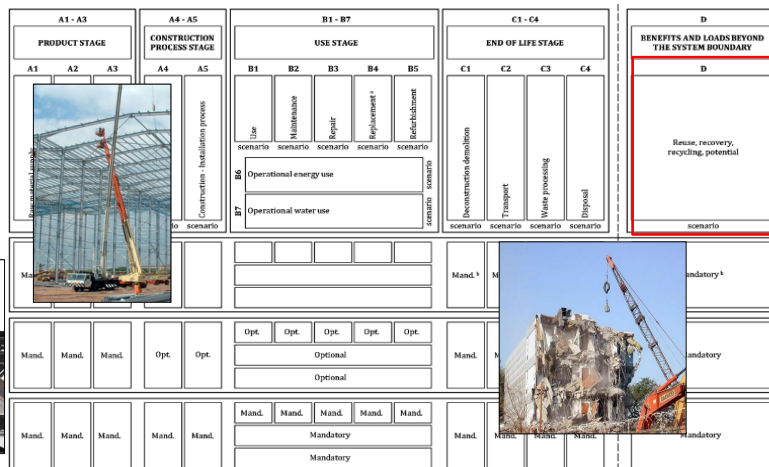 A1 - A3
A4 - A5
B1 - B7
C1 - C4
D
PRODUCT STAGE
CONSTRUCTION
PROCESS STAGE
USE STAGE
END OF LIFE STAGE
BENEFITS AND LOADS BEYOND
THE SYSTEM BOUNDARY
A1 A2 A3 A4 A5 B1 B2 B3 B4 B5 C1 C2 C3 C4 D
Construction - Installation process
scenario
Use
Maintenance
Repair
Replacement ᵃ
Refurbishment
scenario scenario scenario scenario scenario
B6 Operational energy use scenario
B7 Operational water use scenario
Deconstruction demolition
Transport
Waste processing
Disposal
scenario scenario scenario scenario
Reuse, recovery,
recycling, potential
scenario
Mand. ᵇ
Opt. Opt. Opt. Opt. Opt.
Mand. Mand. Mand. Opt. Opt. Optional Mand.
Optional
Mand. Mand. Mand. Mand. Mand.
Mand. Mand. Mand. Mand. Mand. Mandatory Mand.
Mandatory